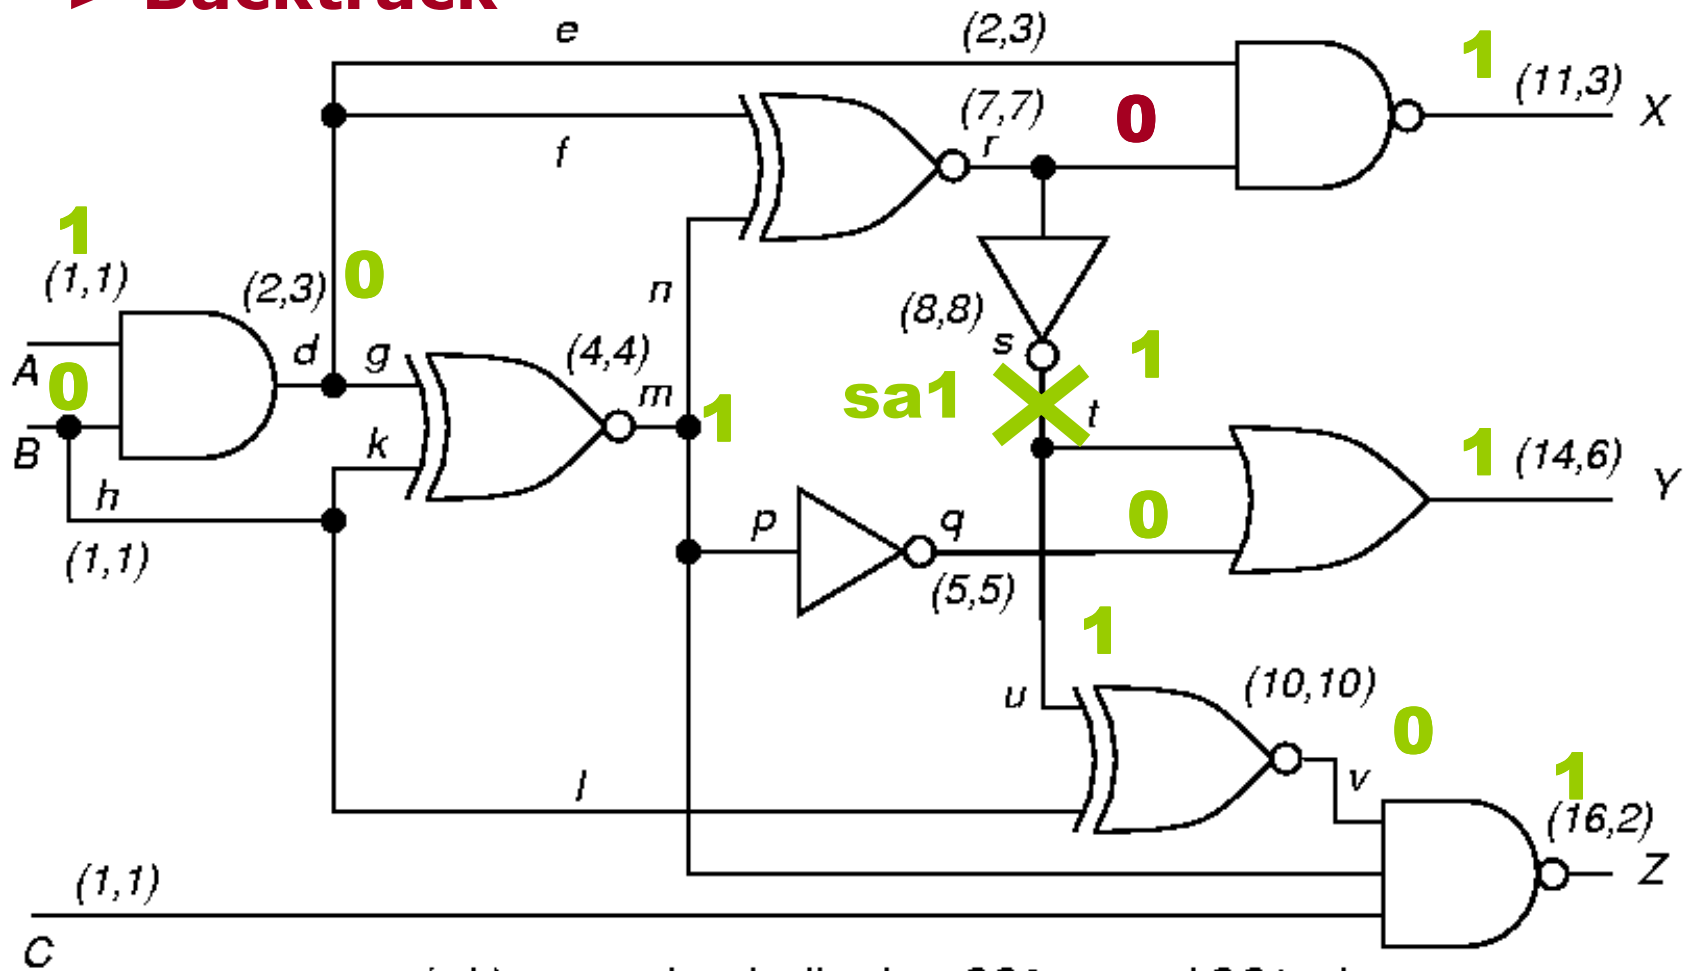 Backtrack
e (2,3) 1
(11,3) X
(7,7) 0
f r
1
(1,1) (2,3) 0
n
(8,8)
A d g (4,4) s 1
0 m 1 sa1 t
B k 1 (14,6) Y
h p q 0
(1,1) (5,5)
1
u (10,10) 0
l v 1
(16,2)
(1,1) Z
C